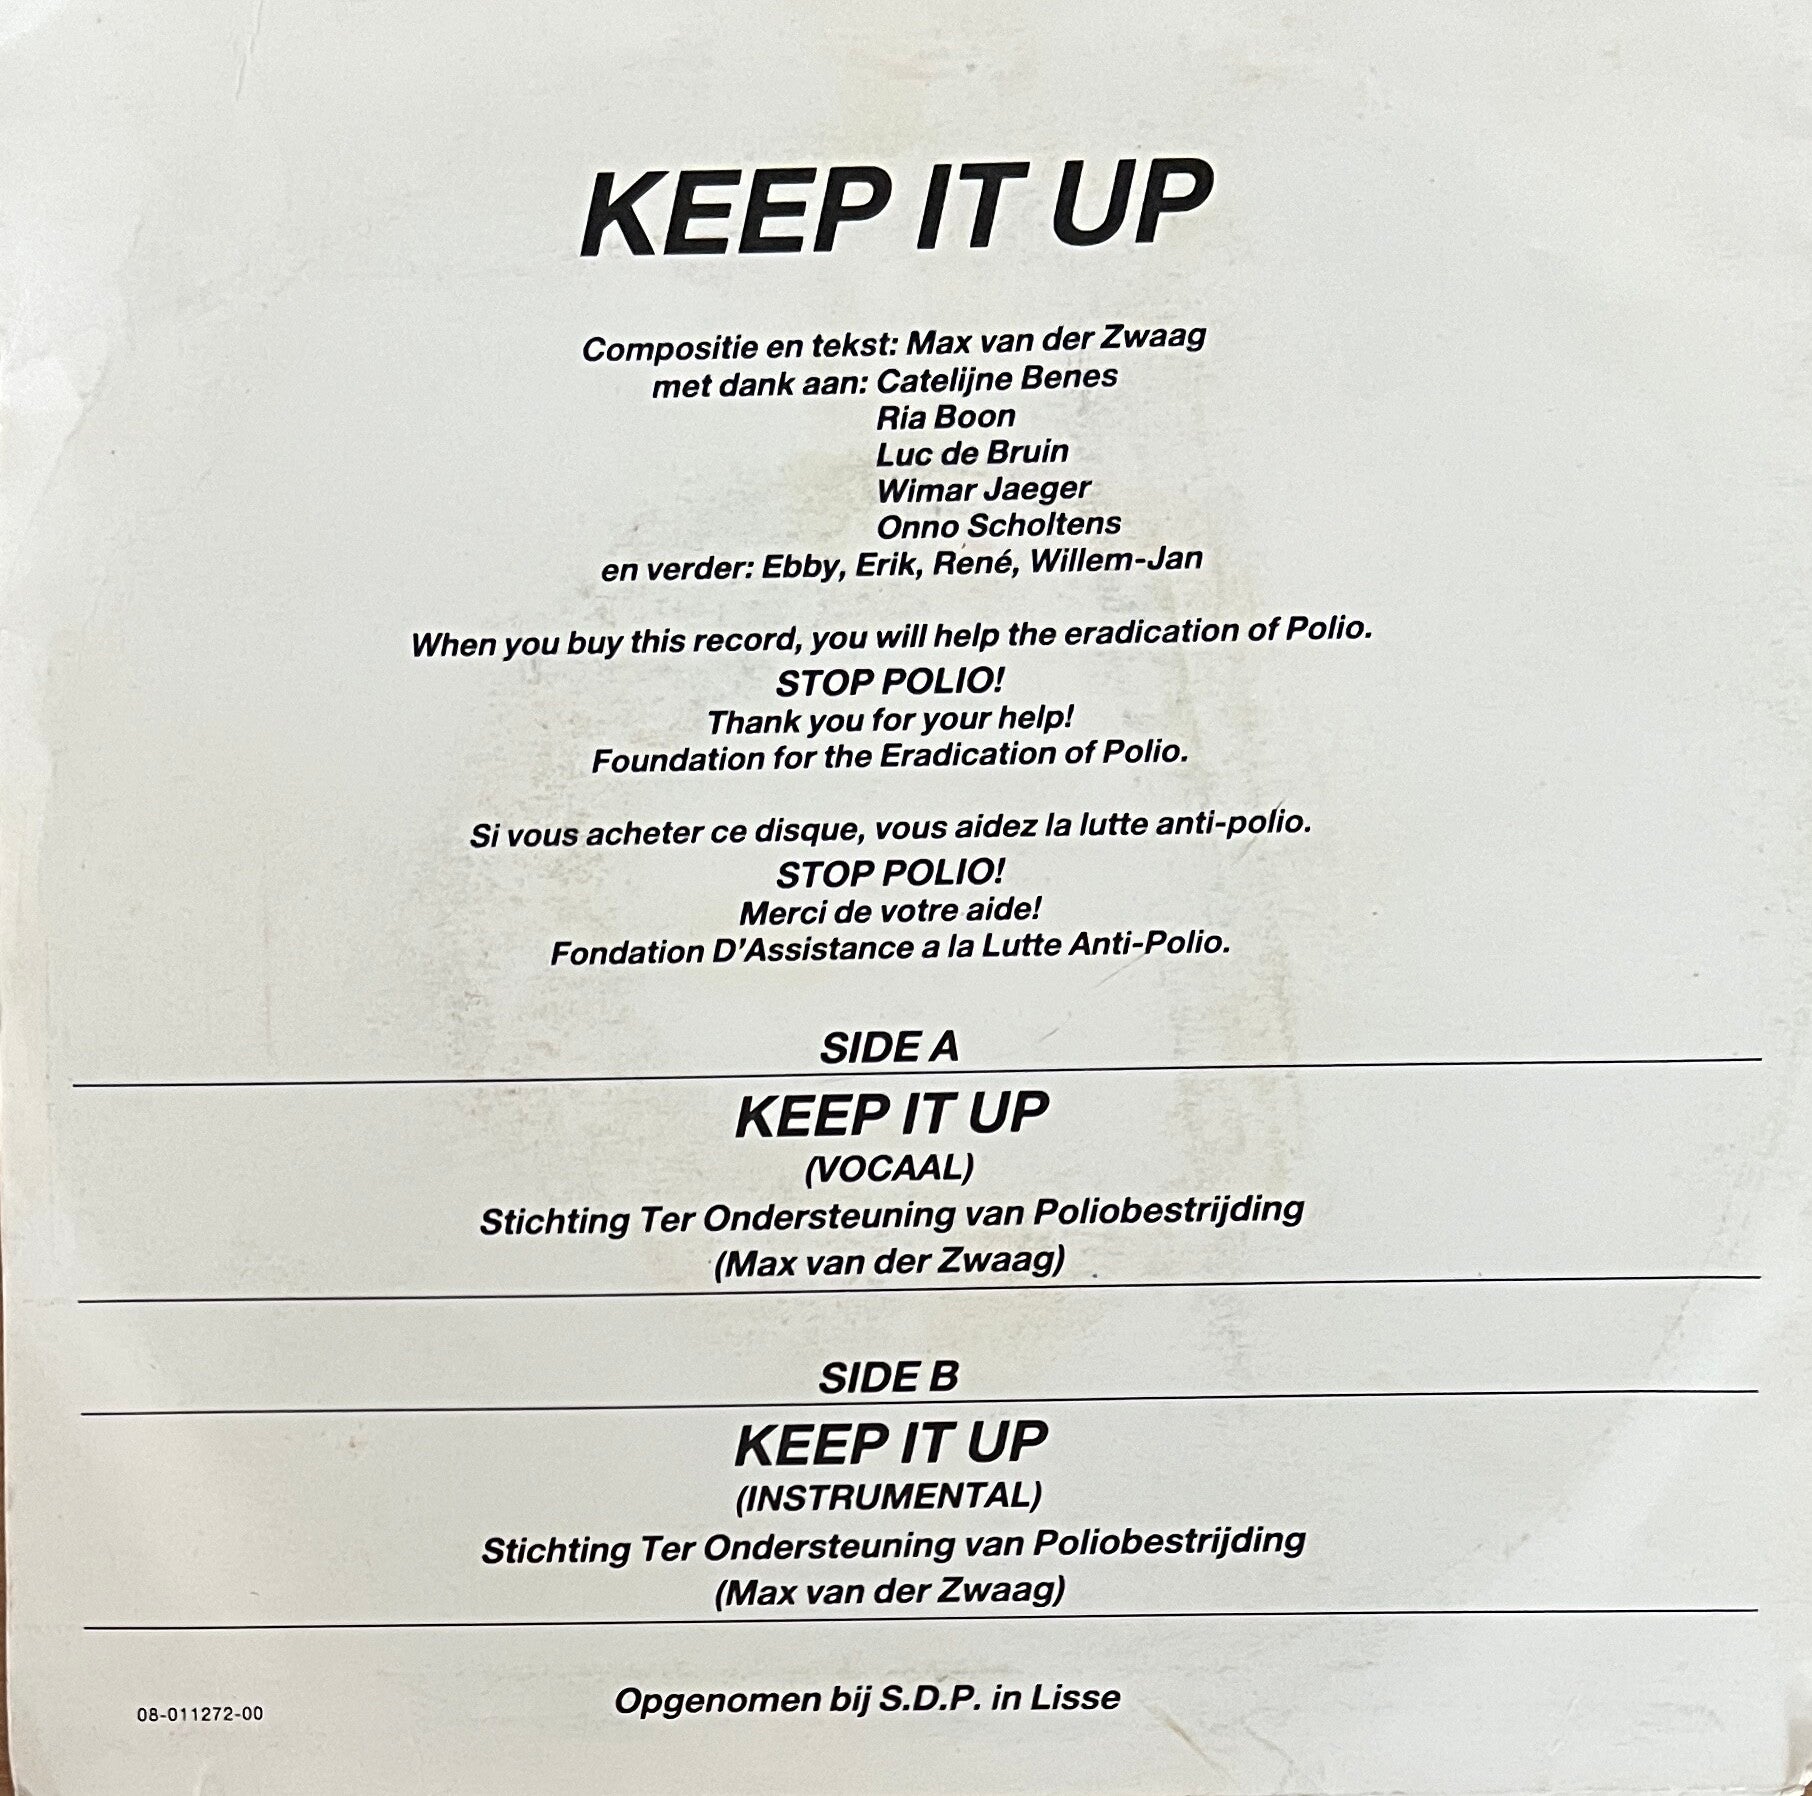 KEEP IT UP
Compositie en tekst: Max van der Zwaag
met dank aan: Catelijne Benes
Ria Boon
Luc de Bruin
Wimar Jaeger
Onno Scholtens
en verder: Ebby, Erik, René, Willem-Jan
When you buy this record, you will help the eradication of Polio.
STOP POLIO!
Thank you for your help!
Foundation for the Eradication of Polio.
Si vous acheter ce disque, vous aidez la lutte anti-polio.
STOP POLIO!
Merci de votre aide!
Fondation D'Assistance a la Lutte Anti-Polio.
SIDE A
KEEP IT UP
(VOCAAL)
Stichting Ter Ondersteuning van Poliobestrijding
(Max van der Zwaag)
SIDE B
KEEP IT UP
(INSTRUMENTAL)
Stichting Ter Ondersteuning van Poliobestrijding
(Max van der Zwaag)
08-011272-00
Opgenomen bij S.D.P. in Lisse